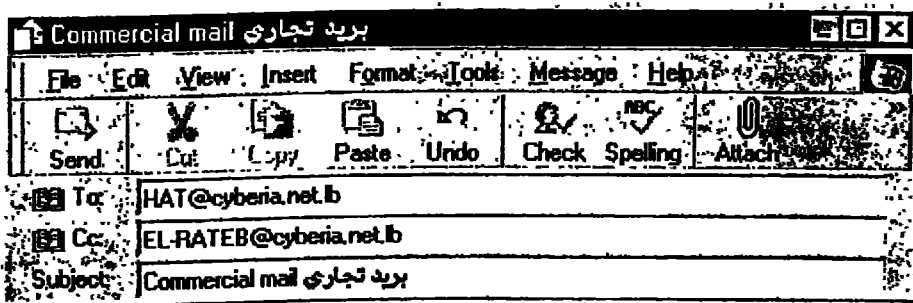 Commercial mail بريد تجاري
File Edit View Insert Format Tools Message Help
Send Cut Copy Paste Undo Check Spelling Attach
To: HAT@cyberia.net.lb
Cc: EL-RATEB@cyberia.net.lb
Subject: Commercial mail بريد تجاري